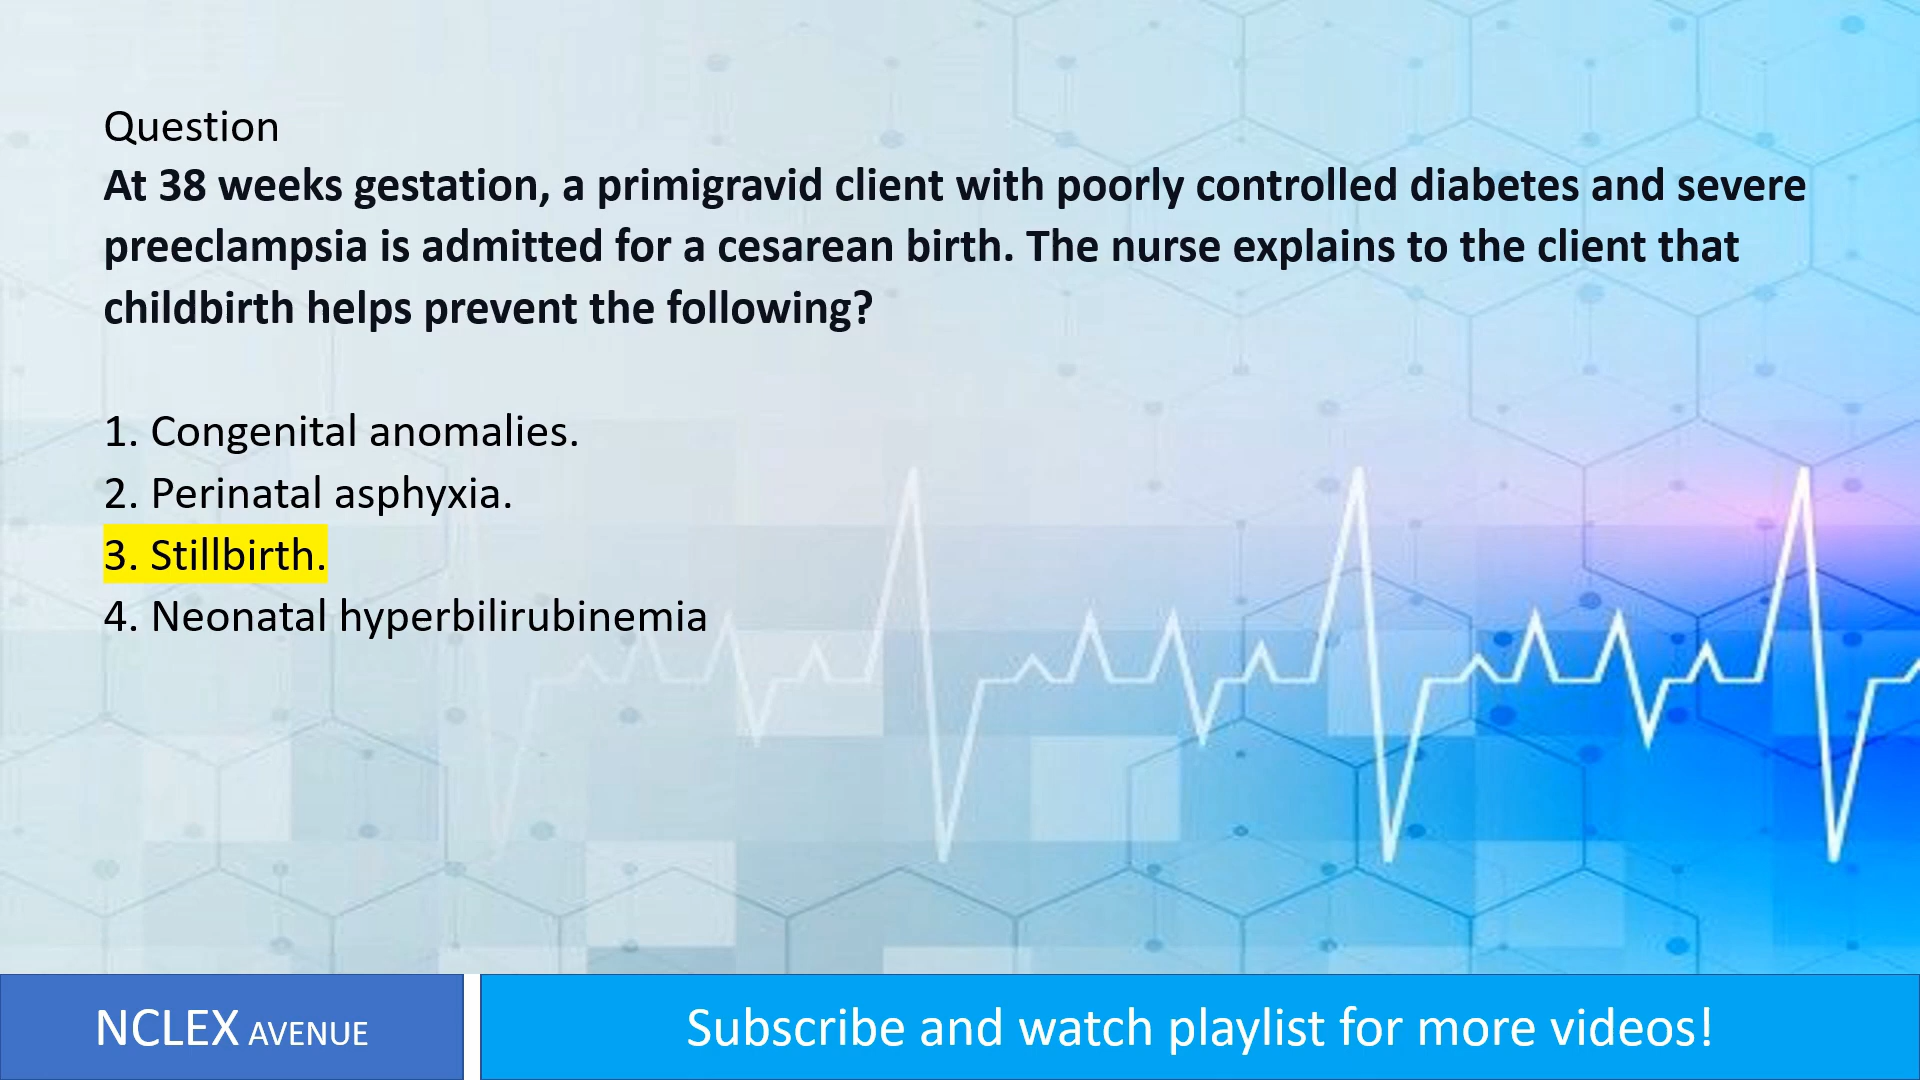 Question
At 38 weeks gestation, a primigravid client with poorly controlled diabetes and severe
preeclampsia is admitted for a cesarean birth. The nurse explains to the client that
childbirth helps prevent the following?
1. Congenital anomalies.
2. Perinatal asphyxia.
3. Stillbirth.
4. Neonatal hyperbilirubinemia
NCLEX AVENUE
Subscribe and watch playlist for more videos!